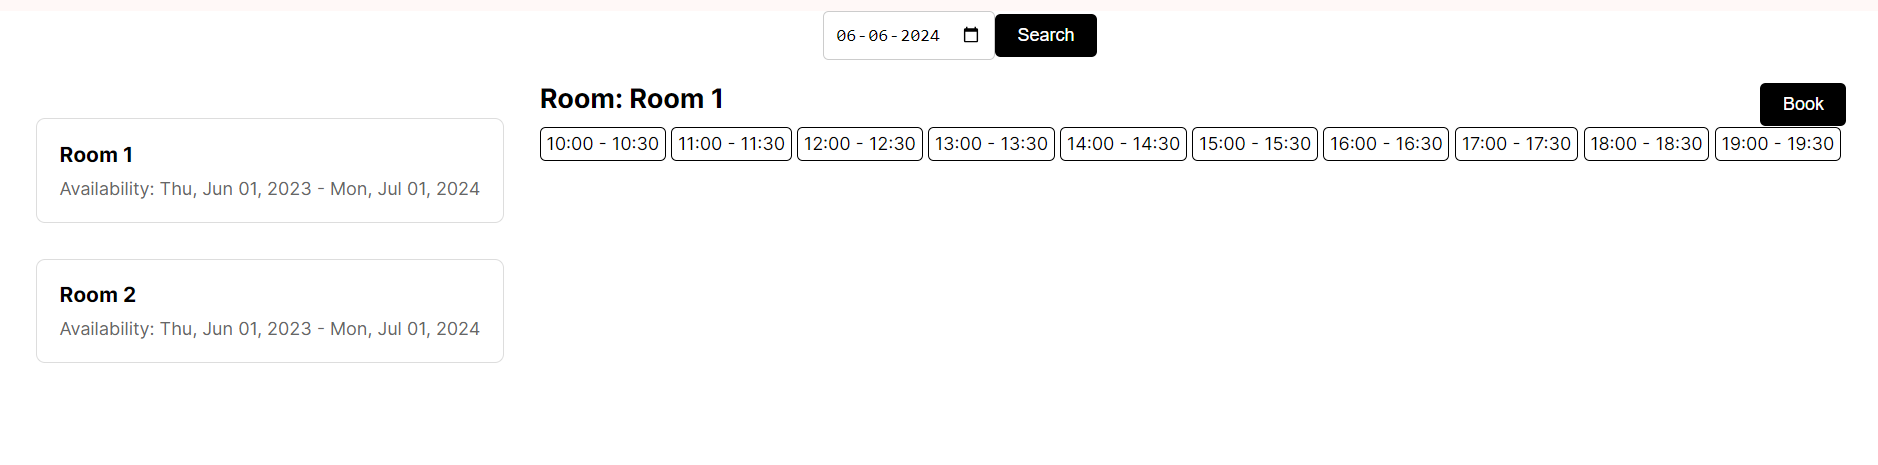 06-06-2024 Search
Room 1
Availability: Thu, Jun 01, 2023 - Mon, Jul 01, 2024
Room 2
Availability: Thu, Jun 01, 2023 - Mon, Jul 01, 2024
Room: Room 1
Book
10:00 - 10:30 11:00 - 11:30 12:00 - 12:30 13:00 - 13:30 14:00 - 14:30 15:00 - 15:30 16:00 - 16:30 17:00 - 17:30 18:00 - 18:30 19:00 - 19:30